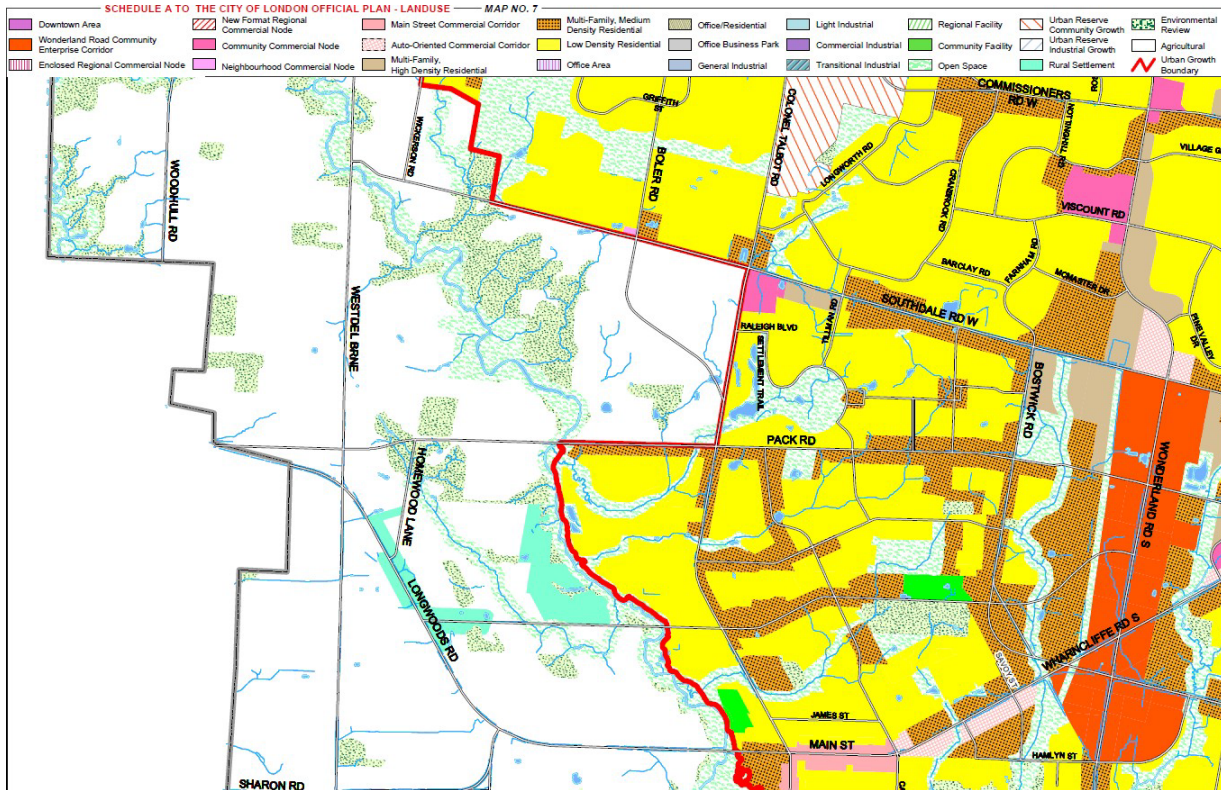 SCHEDULE A TO THE CITY OF LONDON OFFICIAL PLAN - LANDUSE MAP NO. 7
Downtown Area
Wonderland Road Community
Enterprise Corridor
Enclosed Regional Commercial Node
New Format Regional
Commercial Node
Community Commercial Node
Neighbourhood Commercial Node
Main Street Commercial Corridor
Auto-Oriented Commercial Corridor
Multi-Family,
High Density Residential
Multi-Family, Medium
Density Residential
Low Density Residential
Office Area
Office/Residential
Office Business Park
General Industrial
Light Industrial
Commercial Industrial
Transitional Industrial
Regional Facility
Community Facility
Open Space
Urban Reserve
Community Growth
Urban Reserve
Industrial Growth
Rural Settlement
Environmental
Review
Agricultural
Urban Growth
Boundary
COMMISSIONERS
RD W
GRIFFITH
ST
WICKERSON RD
WOODHULL RD
BOLER RD
COLONEL TALBOT RD
LONGWORTH RD
CRANBROOK RD
NOTTINGHILL RD
VILLAGE G
VISCOUNT RD
BARCLAY RD
FARNHAM RD
MCMASTER DR
SOUTHDALE RD W
PINE VALLEY
DR
WESTDEL BRNE
RALEIGH BLVD
TILLMAN RD
SETTLEMENT TRAIL
BOSTWICK RD
PACK RD
WONDERLAND RD S
HOMEWOOD LANE
LONGWOODS RD
WHARNCLIFFE RD S
SAVOY ST
JAMES ST
MAIN ST
HAMLYN ST
SHARON RD